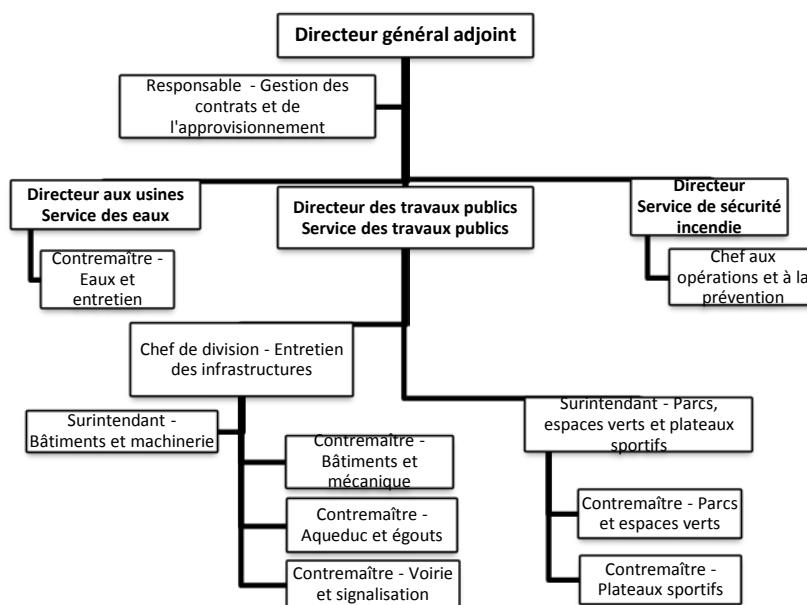 Directeur général adjoint
Responsable - Gestion des
contrats et de
l'approvisionnement
Directeur aux usines
Service des eaux
Directeur des travaux publics
Service des travaux publics
Directeur
Service de sécurité
incendie
Contremaître -
Eaux et
entretien
Chef aux
opérations et à la
prévention
Chef de division - Entretien
des infrastructures
Surintendant -
Bâtiments et machinerie
Surintendant - Parcs,
espaces verts et plateaux
sportifs
Contremaître -
Bâtiments et
mécanique
Contremaître -
Aqueduc et égouts
Contremaître - Voirie
et signalisation
Contremaître - Parcs
et espaces verts
Contremaître -
Plateaux sportifs